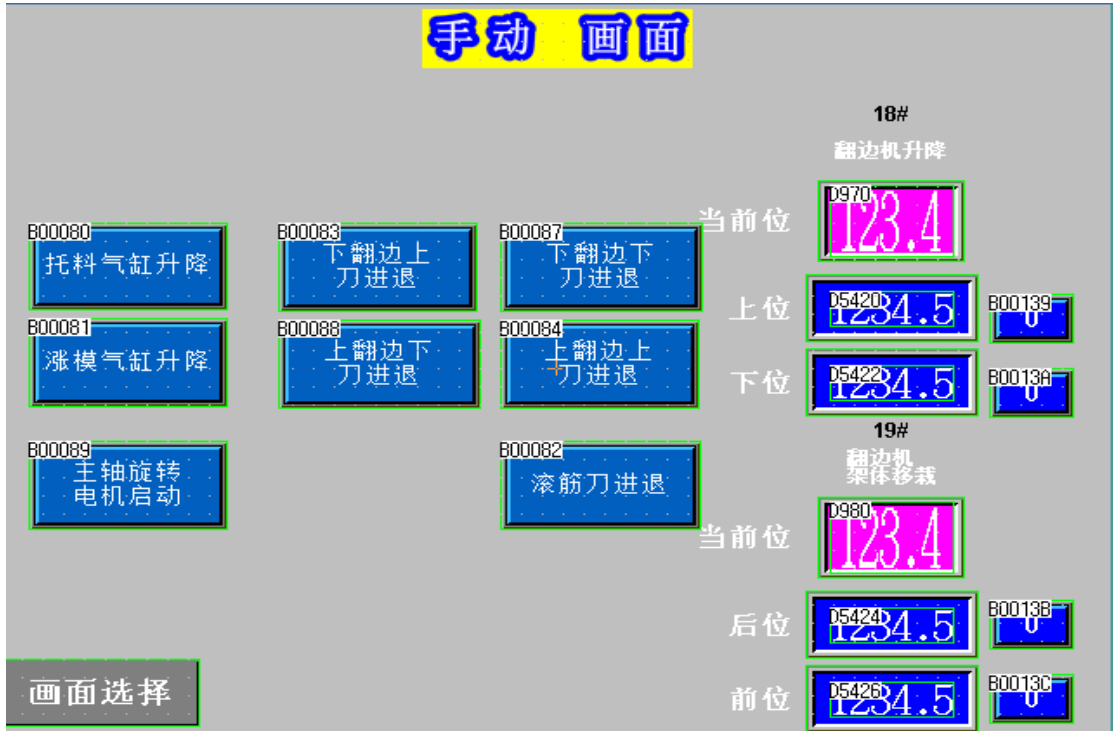 手动 画面
18#
翻边机升降
当前位
D970
123.4
B00080
托料气缸升降
B00083
下翻边上
刀进退
B00087
下翻边下
刀进退
上位
D5420
1234.5
B00139
0
B00081
涨模气缸升降
B00088
上翻边下
刀进退
B00084
上翻边上
刀进退
下位
D5422
1234.5
B0013A
0
19#
翻边机
架体移栽
B00089
主轴旋转
电机启动
B00082
滚筋刀进退
当前位
D980
123.4
后位
D5424
1234.5
B0013B
0
画面选择
前位
D5426
1234.5
B0013C
0